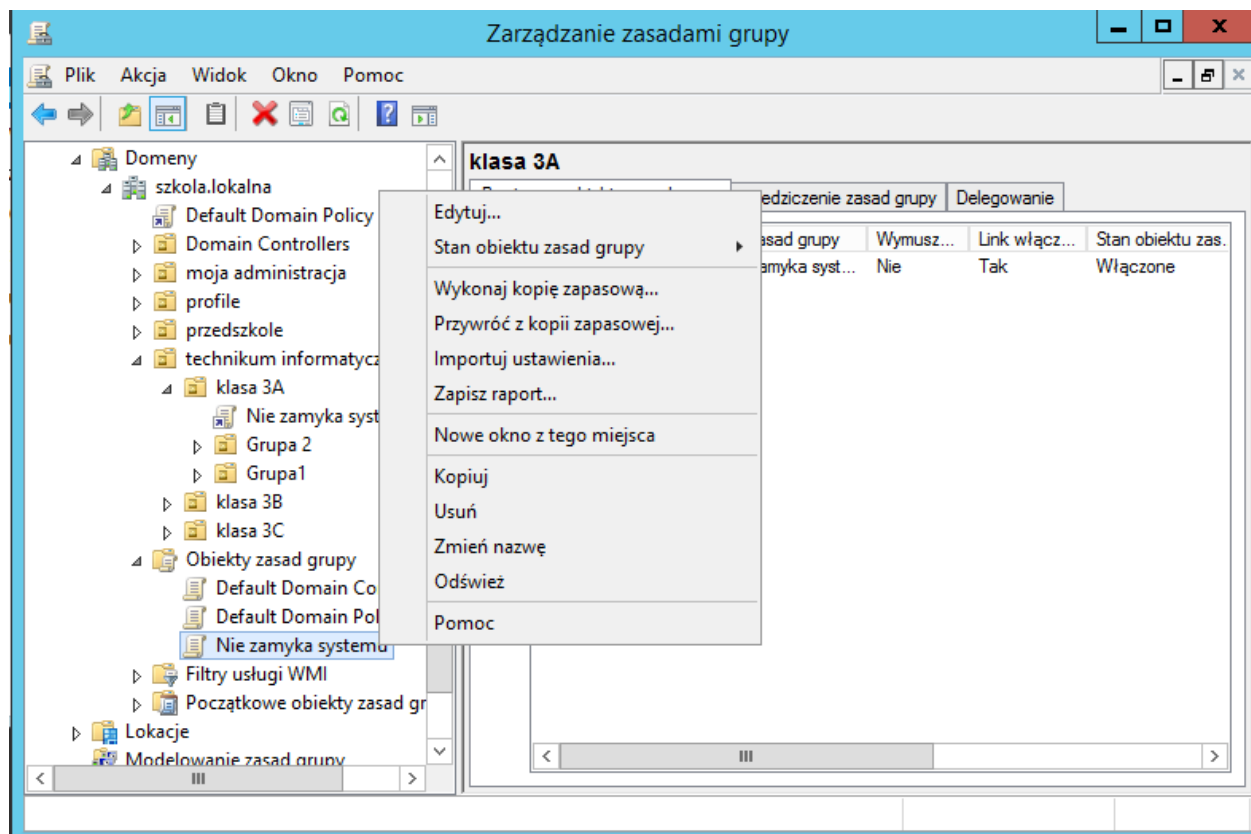 Zarządzanie zasadami grupy
Plik Akcja Widok Okno Pomoc
Domeny
szkola.lokalna
Default Domain Policy
Domain Controllers
moja administracja
profile
przedszkole
technikum informatycz
klasa 3A
Nie zamyka syst
Grupa 2
Grupa1
klasa 3B
klasa 3C
Obiekty zasad grupy
Default Domain Co
Default Domain Pol
Nie zamyka systemu
Filtry usługi WMI
Początkowe obiekty zasad gr
Lokacje
Modelowanie zasad grupy
Edytuj...
Stan obiektu zasad grupy
Wykonaj kopię zapasową...
Przywróć z kopii zapasowej...
Importuj ustawienia...
Zapisz raport...
Nowe okno z tego miejsca
Kopiuj
Usuń
Zmień nazwę
Odśwież
Pomoc
klasa 3A
edziczenie zasad grupy Delegowanie
asad grupy Wymusz... Link włącz... Stan obiektu zas.
amyka syst... Nie Tak Włączone